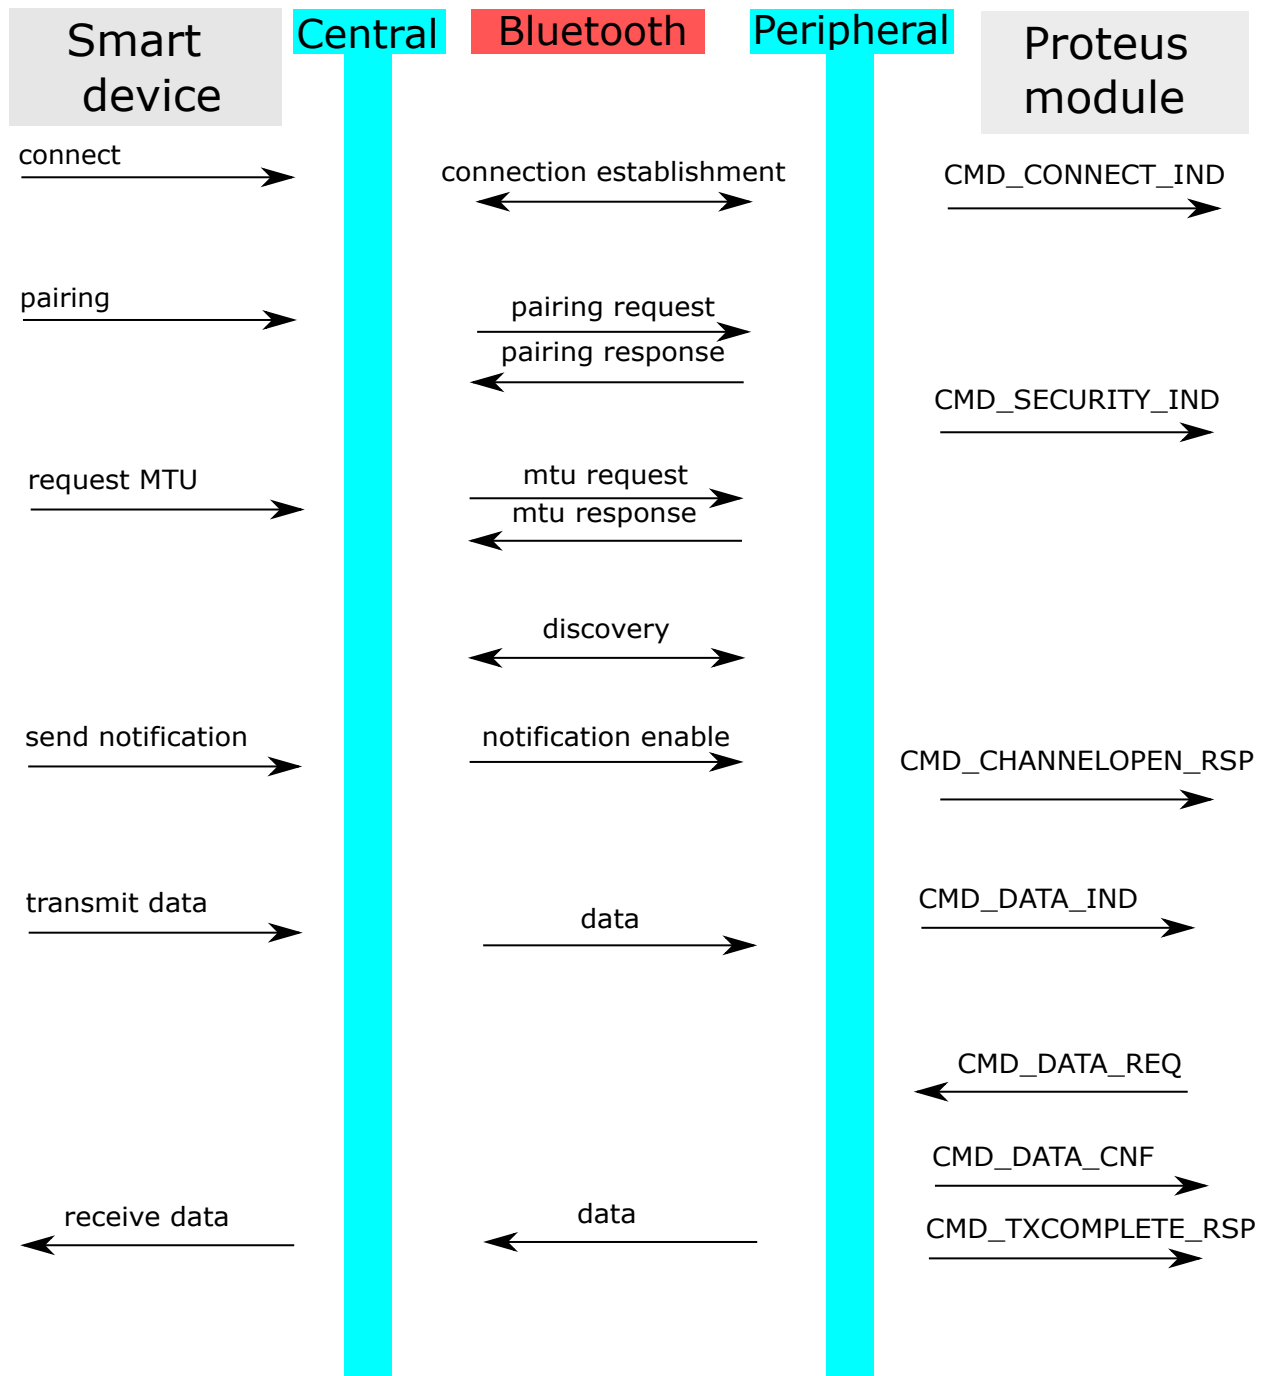 Smart
device
Central
Bluetooth
Peripheral
Proteus
module
connect
connection establishment
CMD_CONNECT_IND
pairing
pairing request
pairing response
CMD_SECURITY_IND
request MTU
mtu request
mtu response
discovery
send notification
notification enable
CMD_CHANNELOPEN_RSP
transmit data
data
CMD_DATA_IND
CMD_DATA_REQ
CMD_DATA_CNF
receive data
data
CMD_TXCOMPLETE_RSP